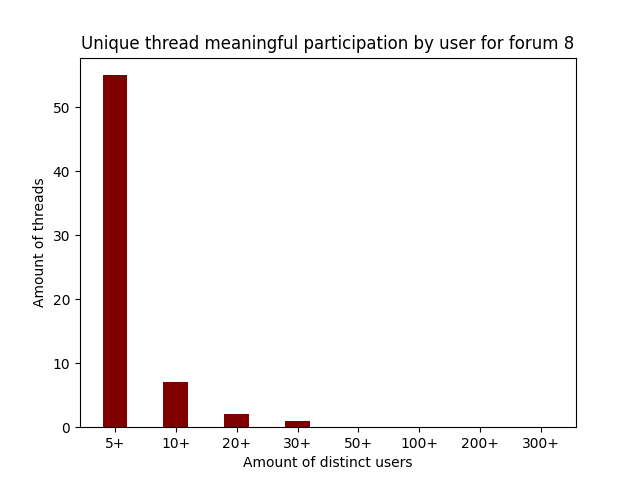 Unique thread meaningful participation by user for forum 8
Amount of threads
50
40
30
20
10
0
5+ 10+ 20+ 30+ 50+ 100+ 200+ 300+
Amount of distinct users